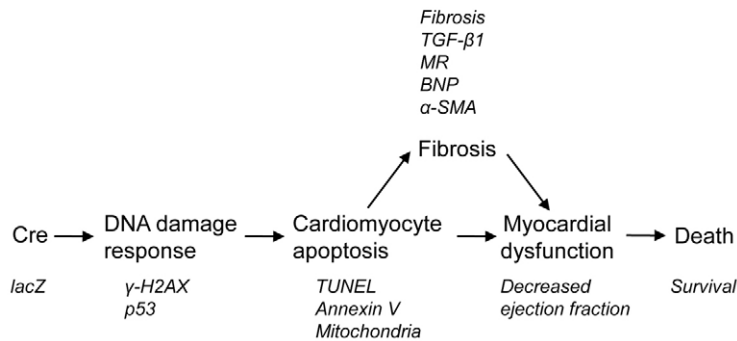 Fibrosis
TGF-β1
MR
BNP
α-SMA
Fibrosis
Cre
DNA damage
response
Cardiomyocyte
apoptosis
Myocardial
dysfunction
Death
lacZ
γ-H2AX
p53
TUNEL
Annexin V
Mitochondria
Decreased
ejection fraction
Survival